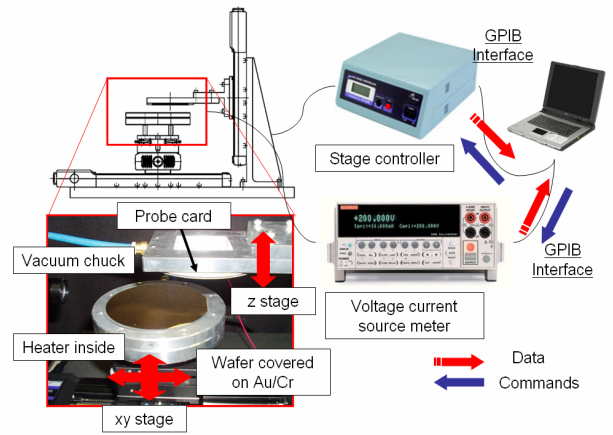 GPIB
Interface
Stage controller
Probe card
+200.000V
Vacuum chuck
z stage
GPIB
Interface
Voltage current
source meter
Heater inside
Wafer covered
on Au/Cr
Data
Commands
xy stage